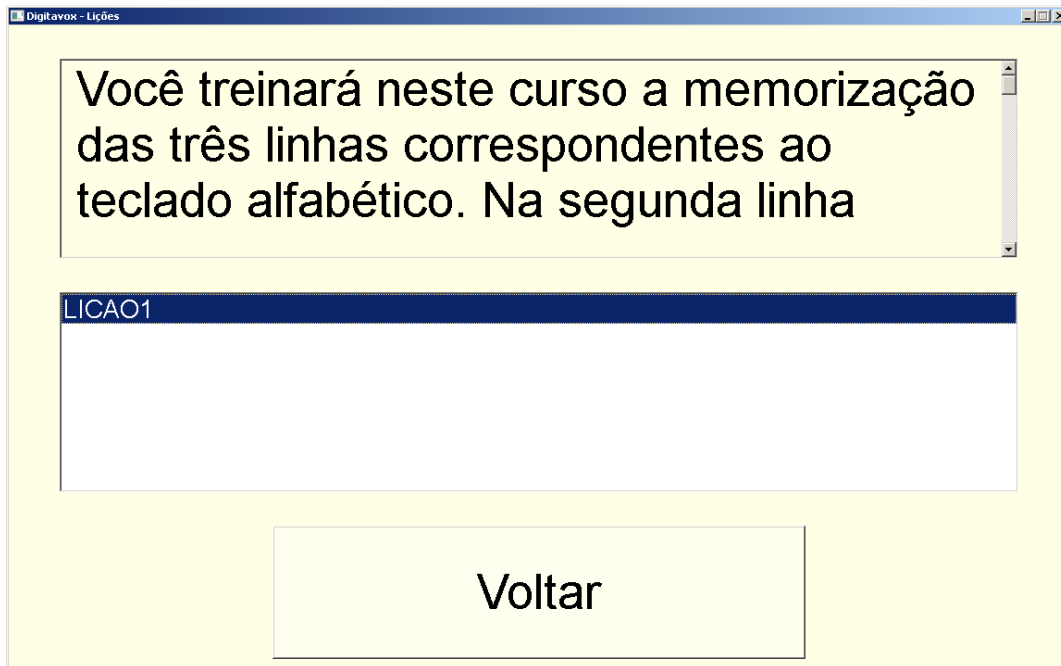 Digitavox - Lições
Você treinará neste curso a memorização
das três linhas correspondentes ao
teclado alfabético. Na segunda linha
LICAO1
Voltar